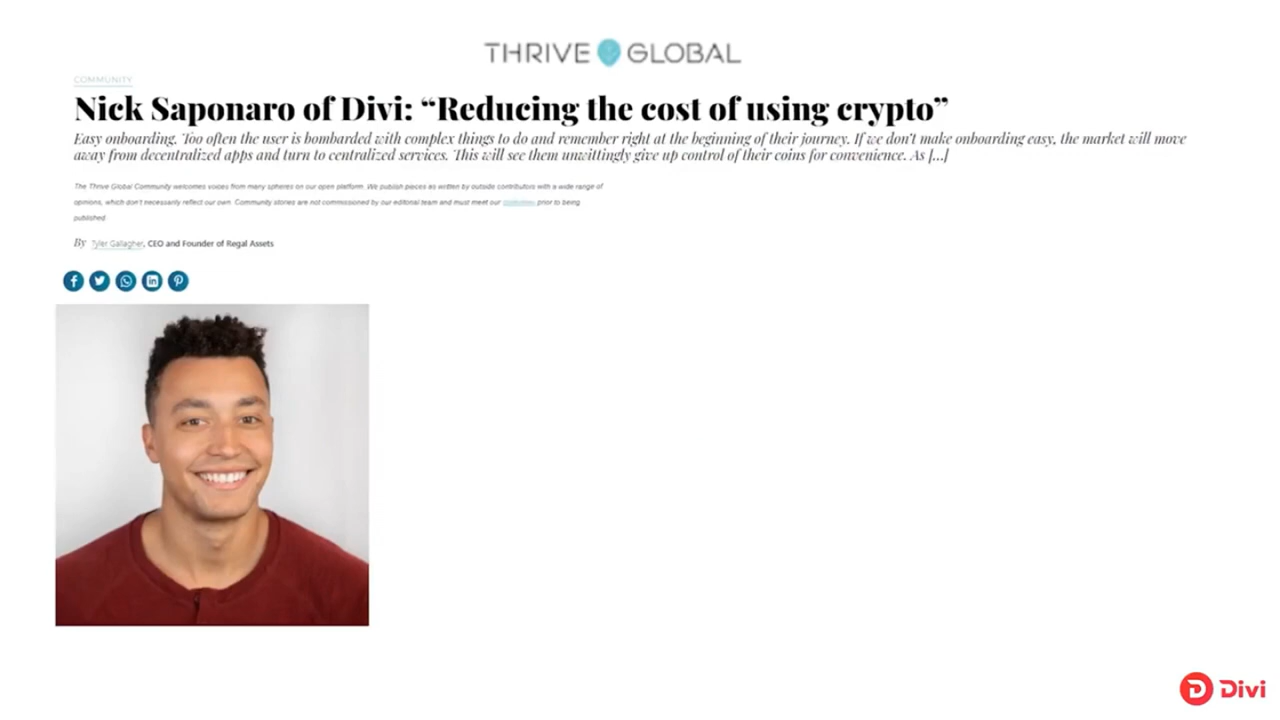 THRIVE GLOBAL
COMMUNITY
Nick Saponaro of Divi: “Reducing the cost of using crypto”
Easy onboarding. Too often the user is bombarded with complex things to do and remember right at the beginning of their journey. If we don’t make onboarding easy, the market will move
away from decentralized apps and turn to centralized services. This will see them unwittingly give up control of their coins for convenience. As [...]
The Thrive Global Community welcomes voices from many spheres on our open platform. We publish pieces as written by outside contributors with a wide range of
opinions, which don’t necessarily reflect our own. Community stories are not commissioned by our editorial team and must meet our prior to being
published.
By Tyler Gallagher, CEO and Founder of Regal Assets
Divi